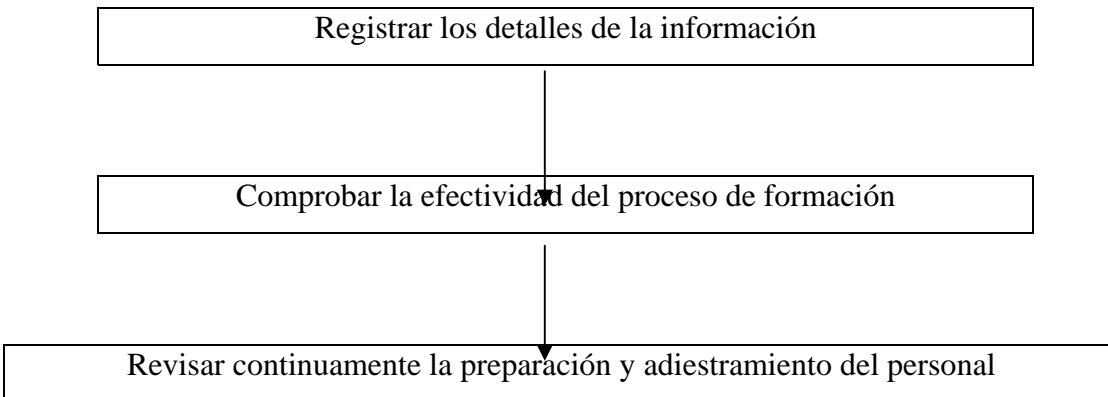 Registrar los detalles de la información
Comprobar la efectividad del proceso de formación
Revisar continuamente la preparación y adiestramiento del personal